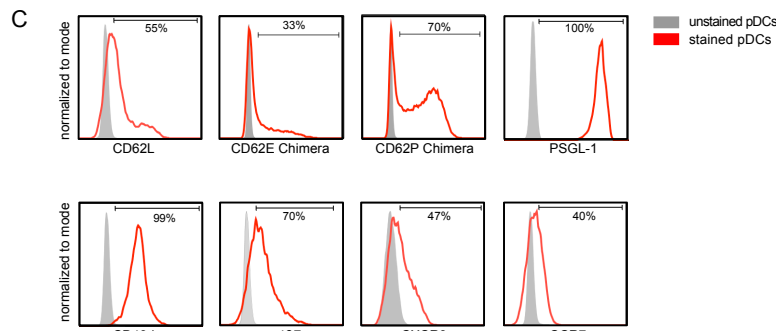 C
unstained pDCs
stained pDCs
normalized to mode
55%
33%
70%
100%
CD62L
CD62E Chimera
CD62P Chimera
PSGL-1
normalized to mode
99%
70%
47%
40%